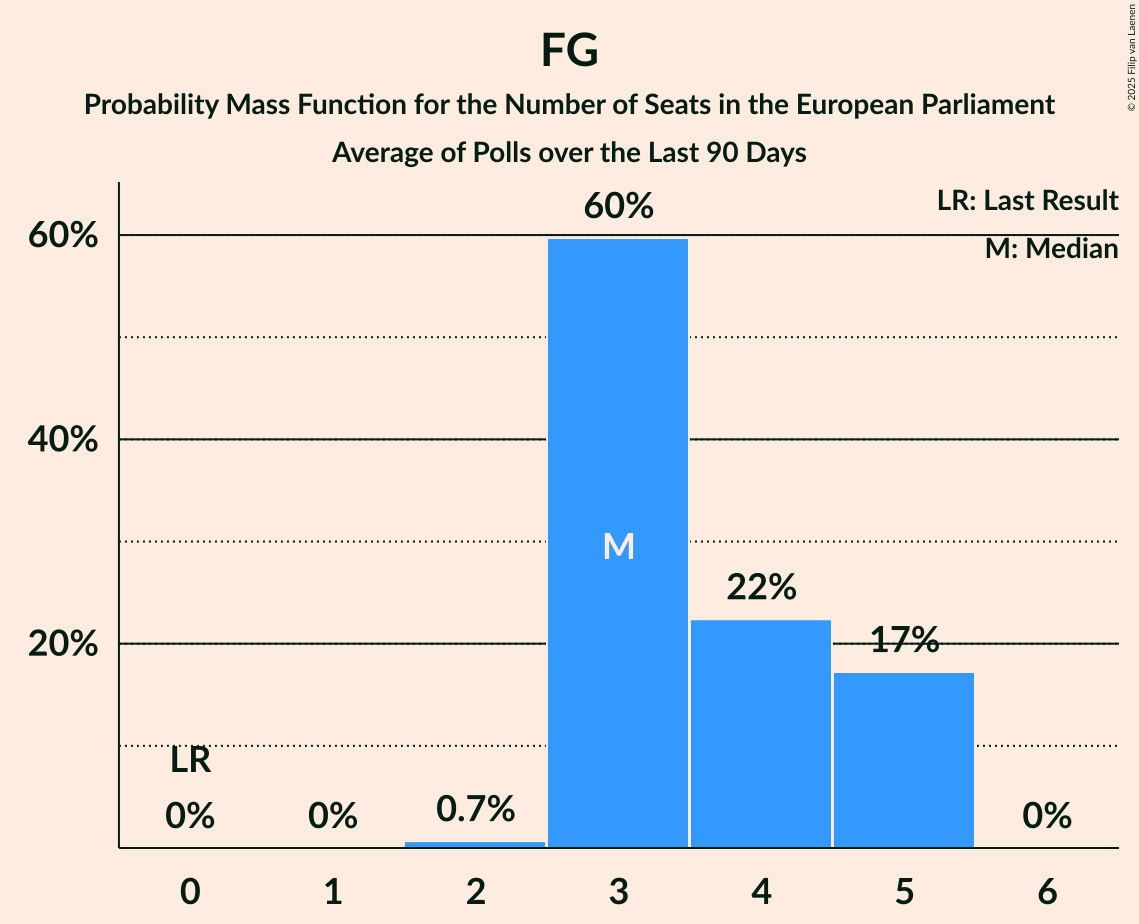 FG
Probability Mass Function for the Number of Seats in the European Parliament
Average of Polls over the Last 90 Days
© 2025 Filip van Laenen
LR: Last Result
M: Median
60%
40%
20%
LR
0%
0%
0.7%
60%
M
22%
17%
0%
0
1
2
3
4
5
6